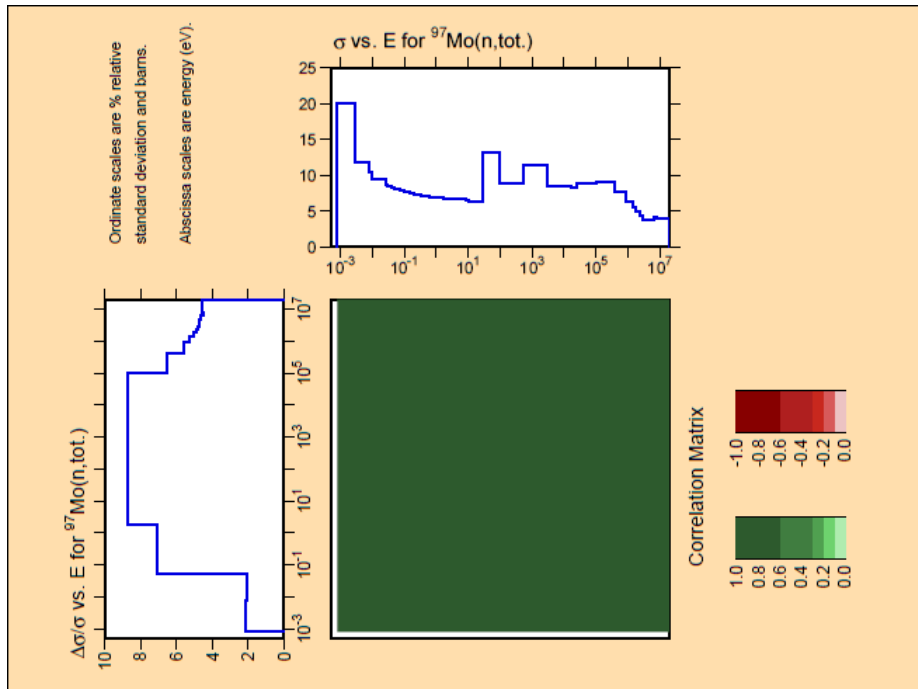 Ordinate scales are % relative
standard deviation and barns.
Abscissa scales are energy (eV).
σ vs. E for ⁹⁷Mo(n,tot.)
25
20
15
10
5
0
10⁻³ 10⁻¹ 10¹ 10³ 10⁵ 10⁷
Δσ/σ vs. E for ⁹⁷Mo(n,tot.)
10 8 6 4 2 0
10⁷
10⁵
10³
10¹
10⁻¹
10⁻³
Correlation Matrix
-1.0 -0.8 -0.6 -0.4 -0.2 0.0
1.0 0.8 0.6 0.4 0.2 0.0